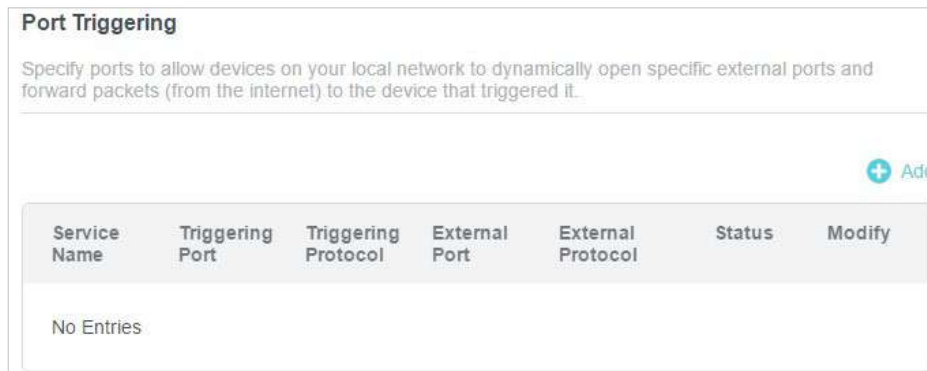 Port Triggering
Specify ports to allow devices on your local network to dynamically open specific external ports and
forward packets (from the internet) to the device that triggered it.
Add
Service Name Triggering Port Triggering Protocol External Port External Protocol Status Modify
No Entries